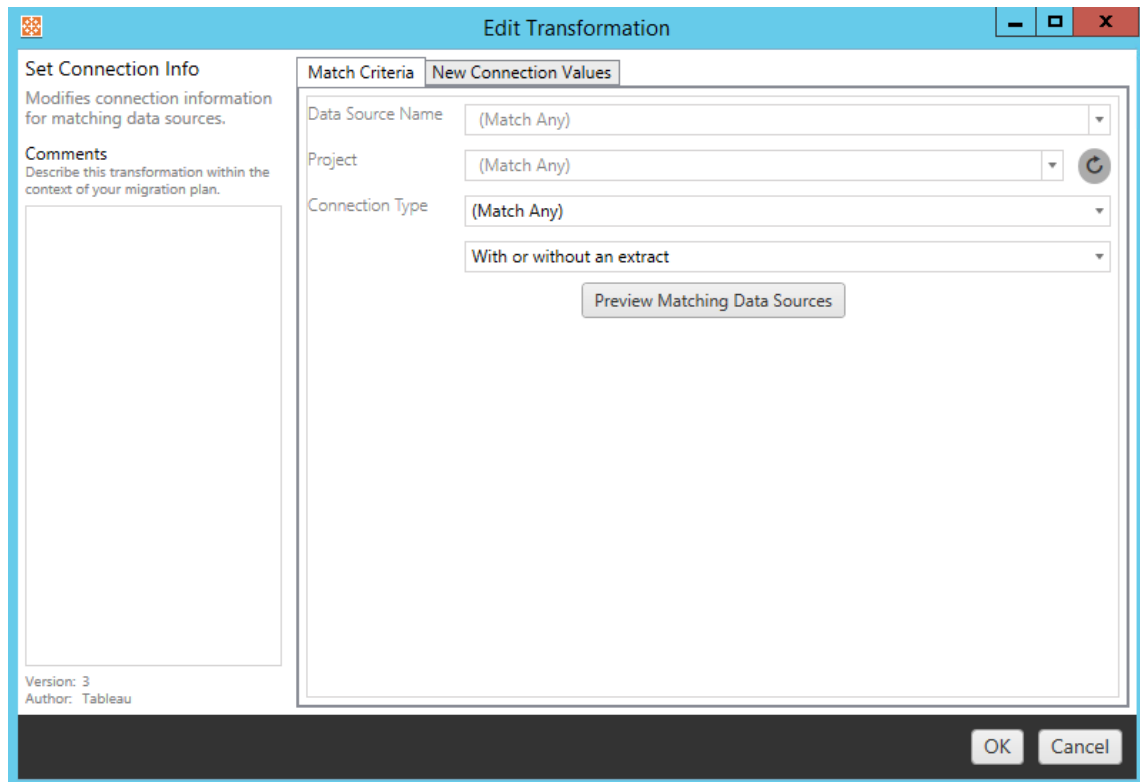 Edit Transformation
Set Connection Info
Modifies connection information
for matching data sources.
Comments
Describe this transformation within the
context of your migration plan.
Version: 3
Author: Tableau
Match Criteria
New Connection Values
Data Source Name
(Match Any)
Project
(Match Any)
Connection Type
(Match Any)
With or without an extract
Preview Matching Data Sources
OK
Cancel